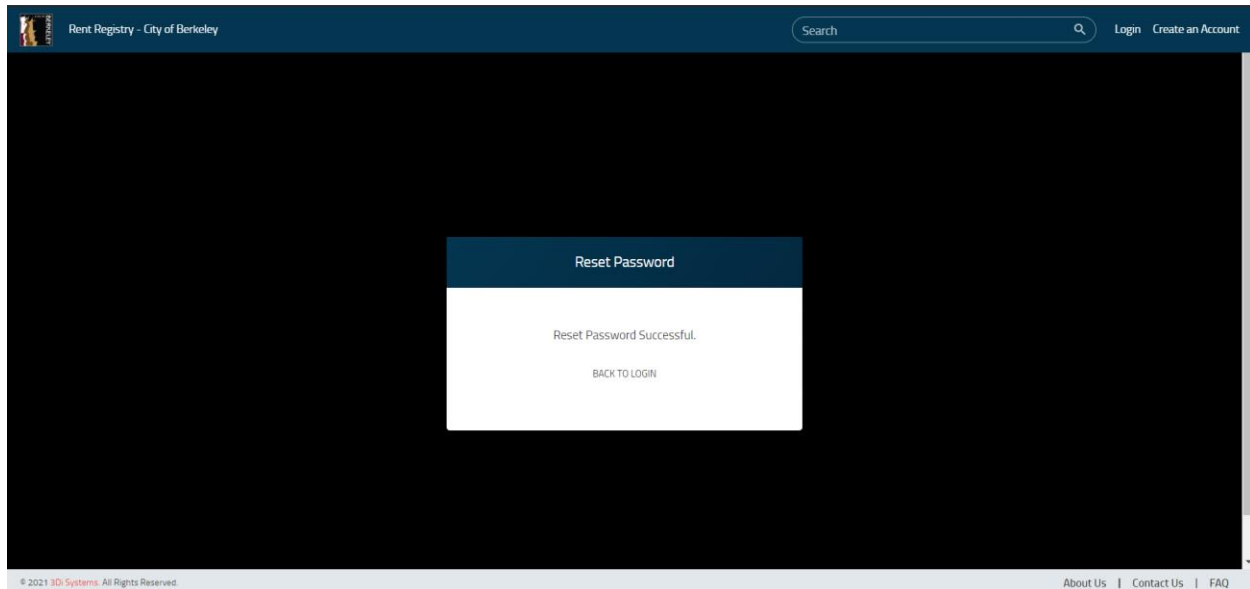 BERKELEY
Rent Registry - City of Berkeley
Search
Login Create an Account
Reset Password
Reset Password Successful.
BACK TO LOGIN
© 2021 3Di Systems. All Rights Reserved.
About Us | Contact Us | FAQ